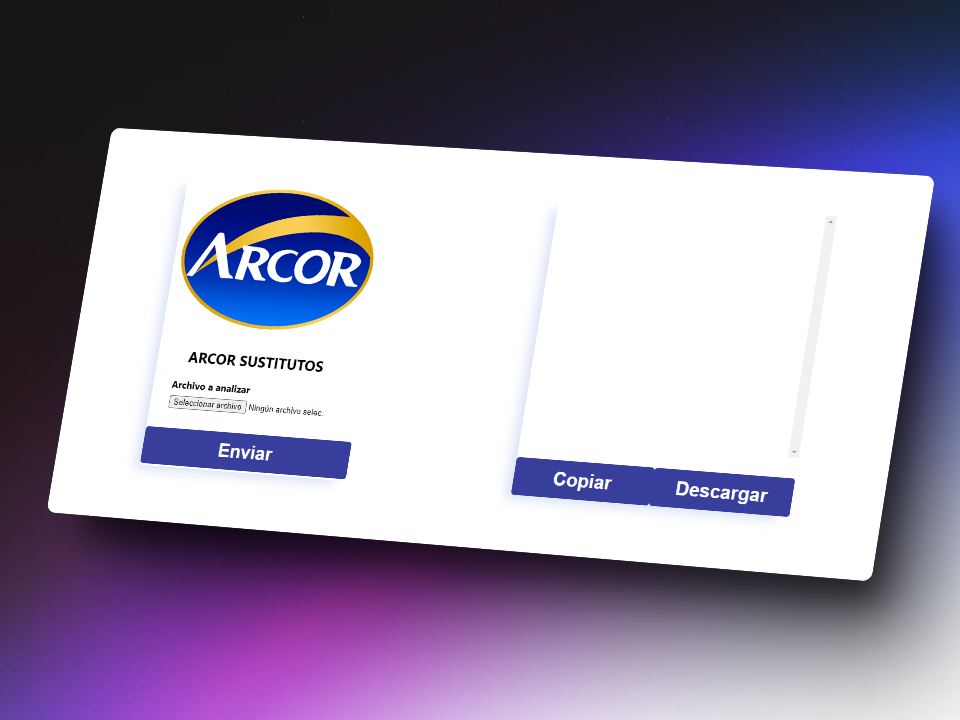 ARCOR
ARCOR SUSTITUTOS
Archivo a analizar
Seleccionar archivo Ningún archivo selec.
Enviar
Copiar
Descargar